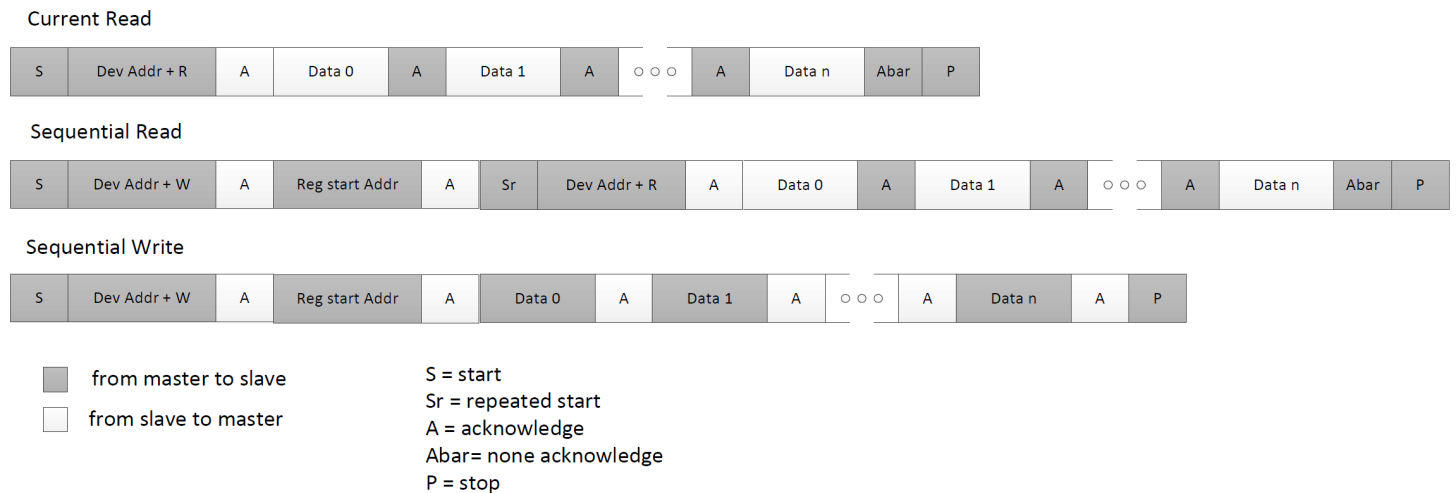 Current Read
S Dev Addr + R A Data 0 A Data 1 A A Data n Abar P
Sequential Read
S Dev Addr + W A Reg start Addr A Sr Dev Addr + R A Data 0 A Data 1 A A Data n Abar P
Sequential Write
S Dev Addr + W A Reg start Addr A Data 0 A Data 1 A A Data n A P
from master to slave
from slave to master
S = start
Sr = repeated start
A = acknowledge
Abar= none acknowledge
P = stop